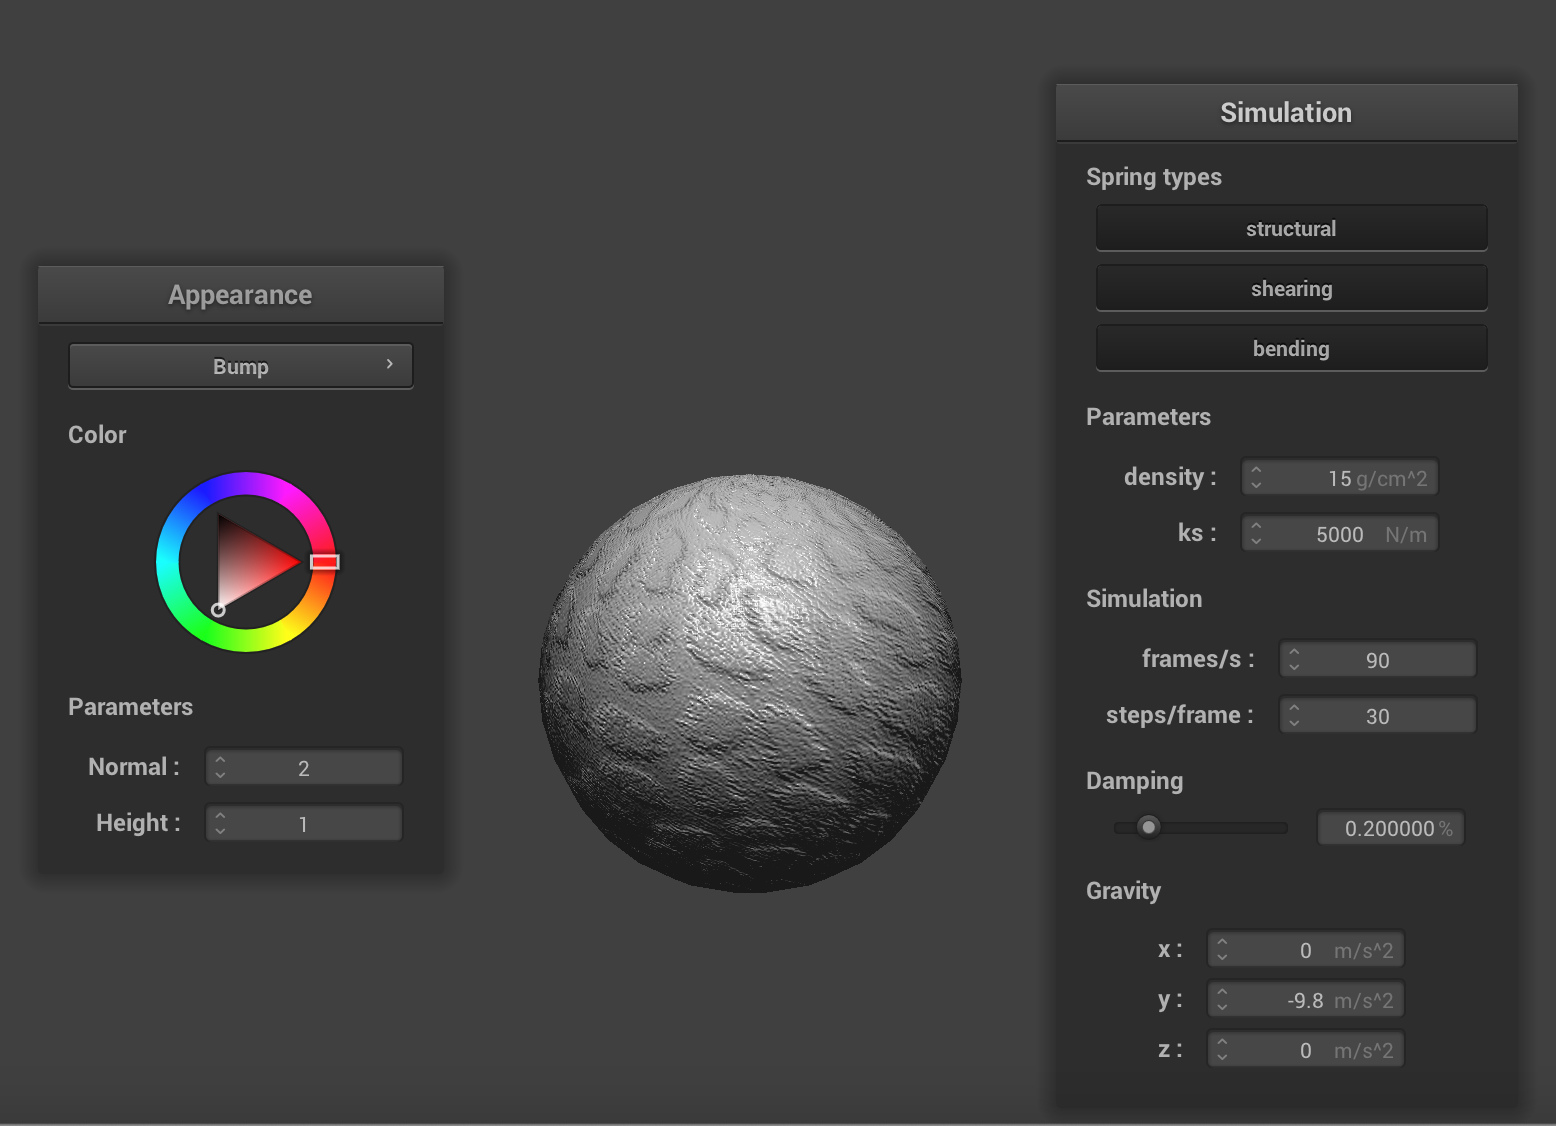 Appearance
Bump
Color
Parameters
Normal : 2
Height : 1
Simulation
Spring types
structural
shearing
bending
Parameters
density : 15 g/cm^2
ks : 5000 N/m
Simulation
frames/s : 90
steps/frame : 30
Damping
0.200000 %
Gravity
x : 0 m/s^2
y : -9.8 m/s^2
z : 0 m/s^2